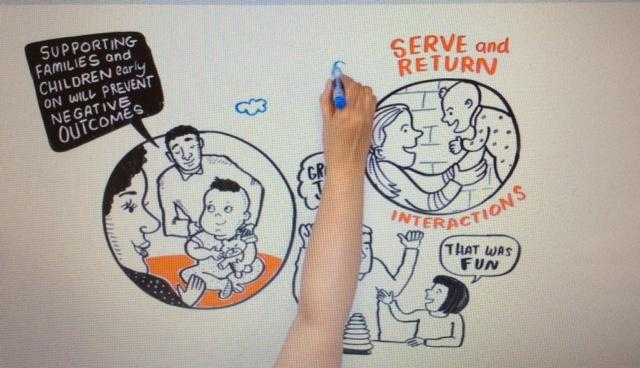 SUPPORTING
FAMILIES and
CHILDREN early
ON WILL PREVENT
NEGATIVE
OUTCOMES
SERVE and
RETURN
INTERACTIONS
THAT WAS
FUN